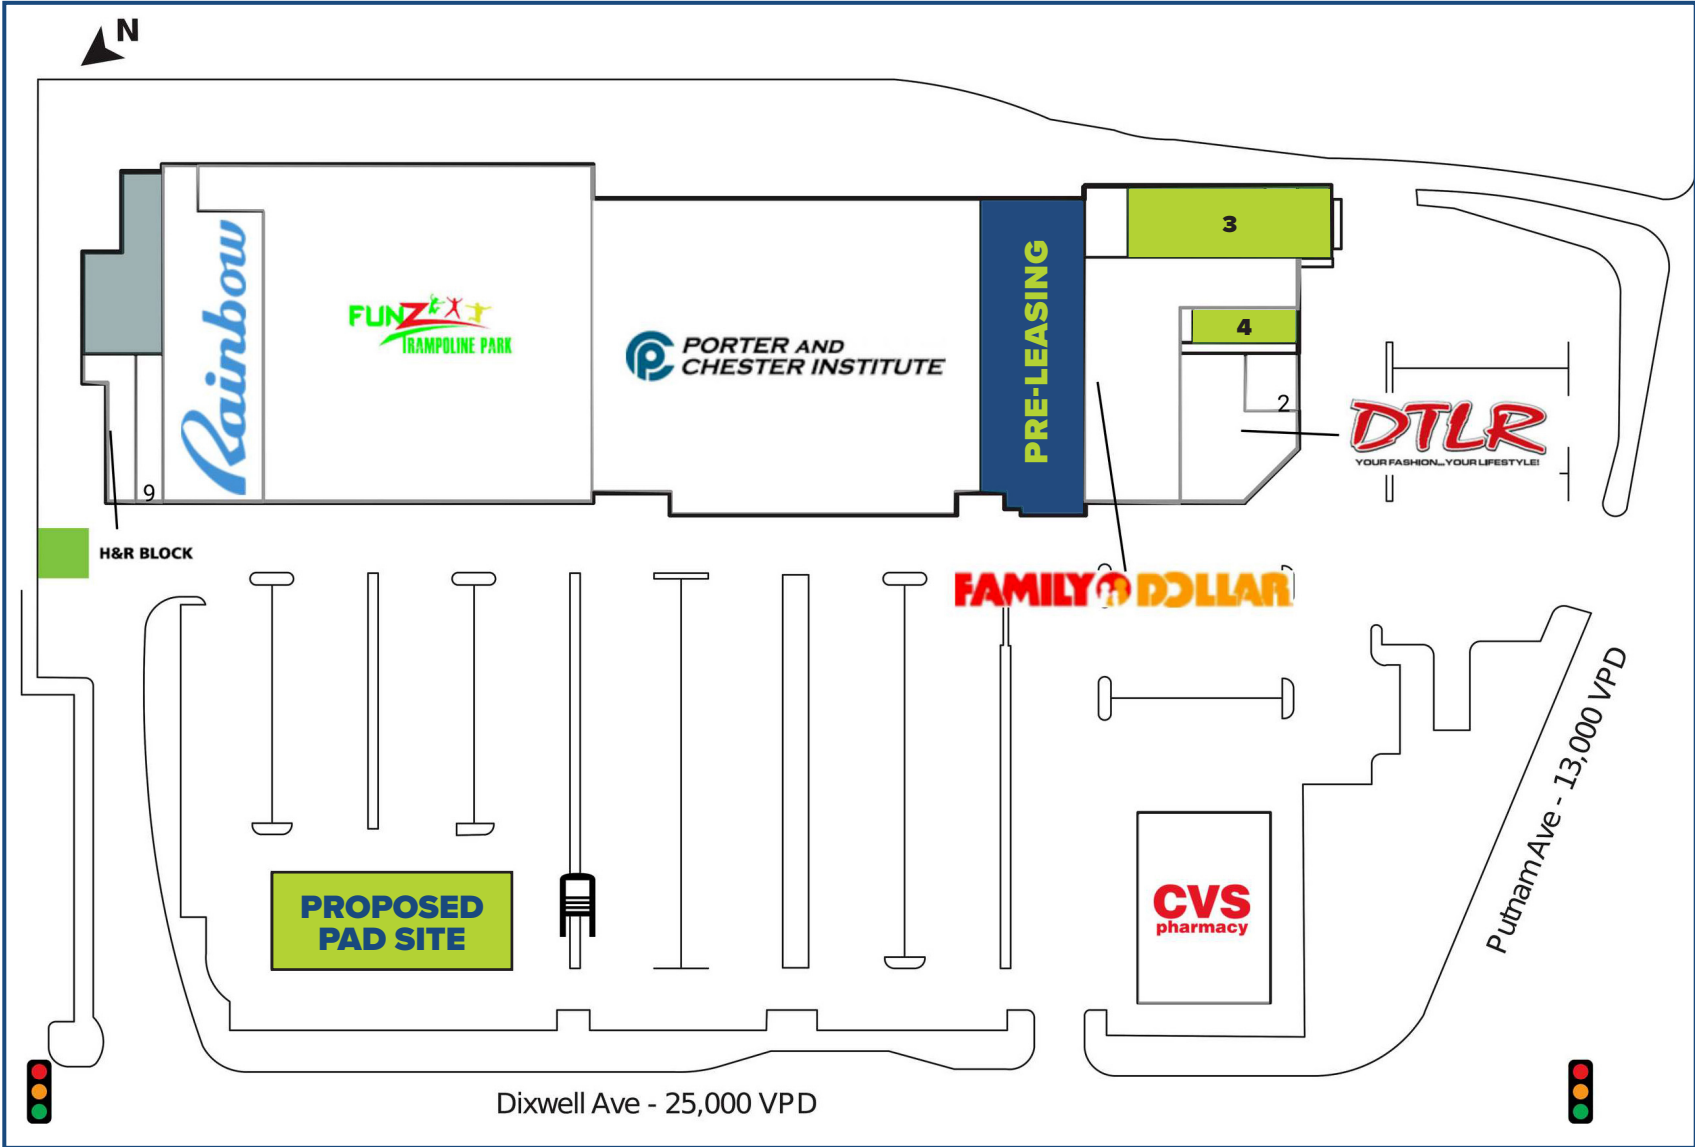 N
3
4
2
9
Rainbow
FUNZ
TRAMPOLINE PARK
PORTER AND
CHESTER INSTITUTE
PRE-LEASING
DTLR
YOUR FASHION...YOUR LIFESTYLE!
H&R BLOCK
FAMILY DOLLAR
PROPOSED
PAD SITE
CVS
pharmacy
Putnam Ave - 13,000 VPD
Dixwell Ave - 25,000 VPD